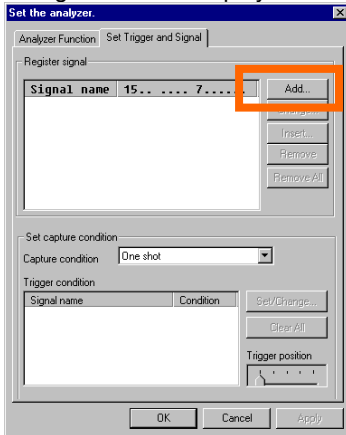 Set the analyzer.
Analyzer Function Set Trigger and Signal
Register signal
Signal name 15.. .... 7......
Add...
Insert...
Remove
Remove All
Set capture condition
Capture condition One shot
Trigger condition
Signal name Condition
Set/Change...
Clear All
Trigger position
OK Cancel Apply